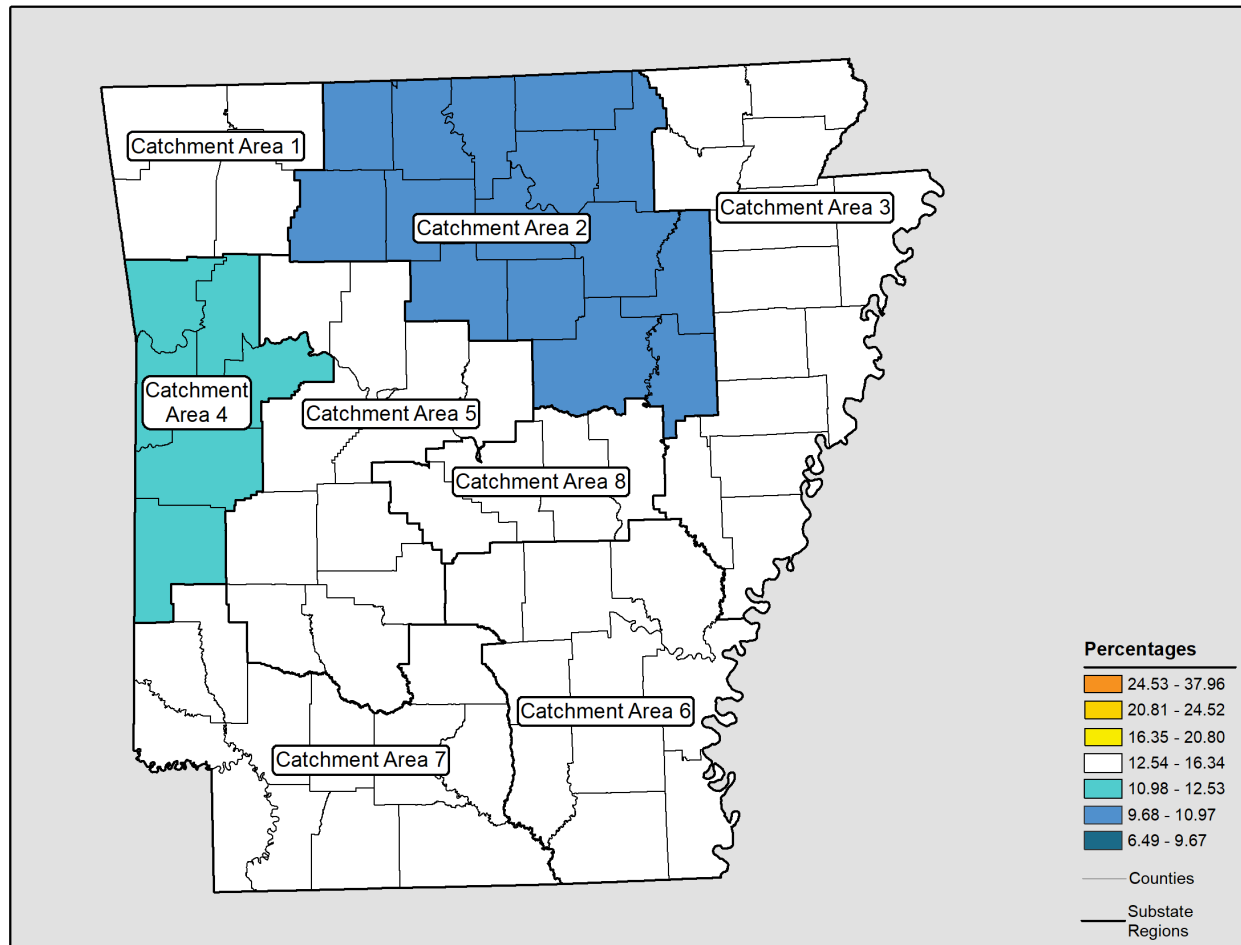 Catchment Area 1
Catchment Area 2
Catchment Area 3
Catchment
Area 4
Catchment Area 5
Catchment Area 8
Catchment Area 6
Catchment Area 7
Percentages
24.53 - 37.96
20.81 - 24.52
16.35 - 20.80
12.54 - 16.34
10.98 - 12.53
9.68 - 10.97
6.49 - 9.67
Counties
Substate
Regions